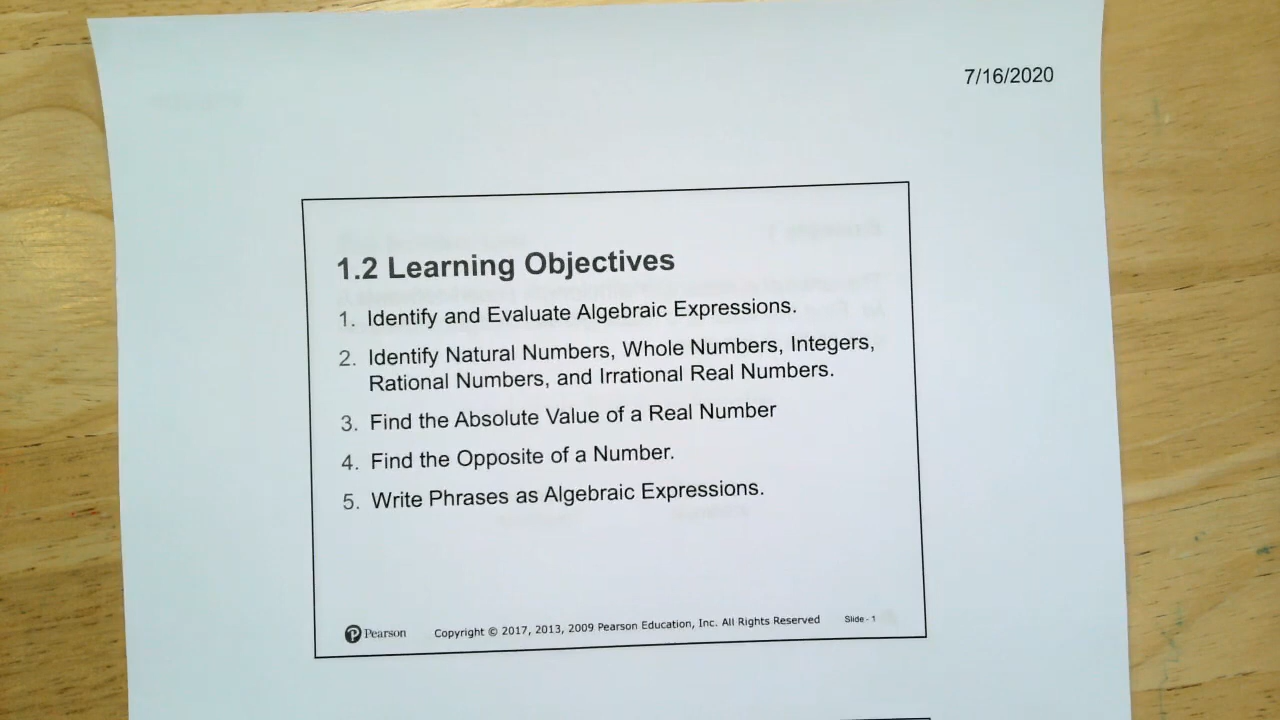 7/16/2020
1.2 Learning Objectives
1. Identify and Evaluate Algebraic Expressions.
2. Identify Natural Numbers, Whole Numbers, Integers,
Rational Numbers, and Irrational Real Numbers.
3. Find the Absolute Value of a Real Number
4. Find the Opposite of a Number.
5. Write Phrases as Algebraic Expressions.
Pearson Copyright © 2017, 2013, 2009 Pearson Education, Inc. All Rights Reserved Slide - 1